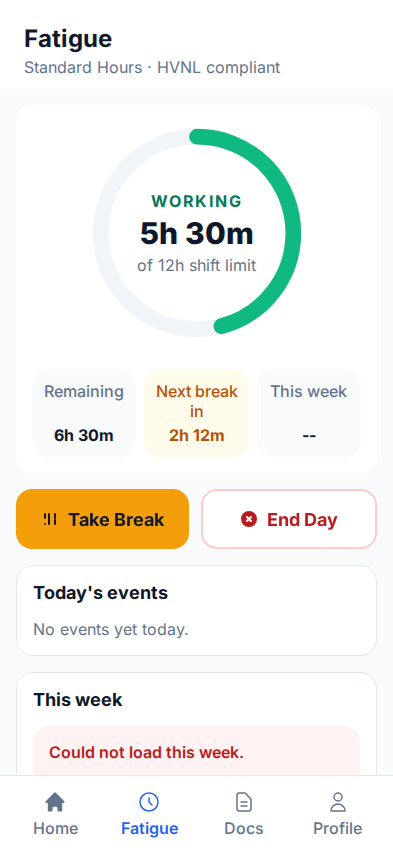 Fatigue
Standard Hours · HVNL compliant
WORKING
5h 30m
of 12h shift limit
Remaining
6h 30m
Next break
in
2h 12m
This week
--
Take Break
End Day
Today's events
No events yet today.
This week
Could not load this week.
Home
Fatigue
Docs
Profile